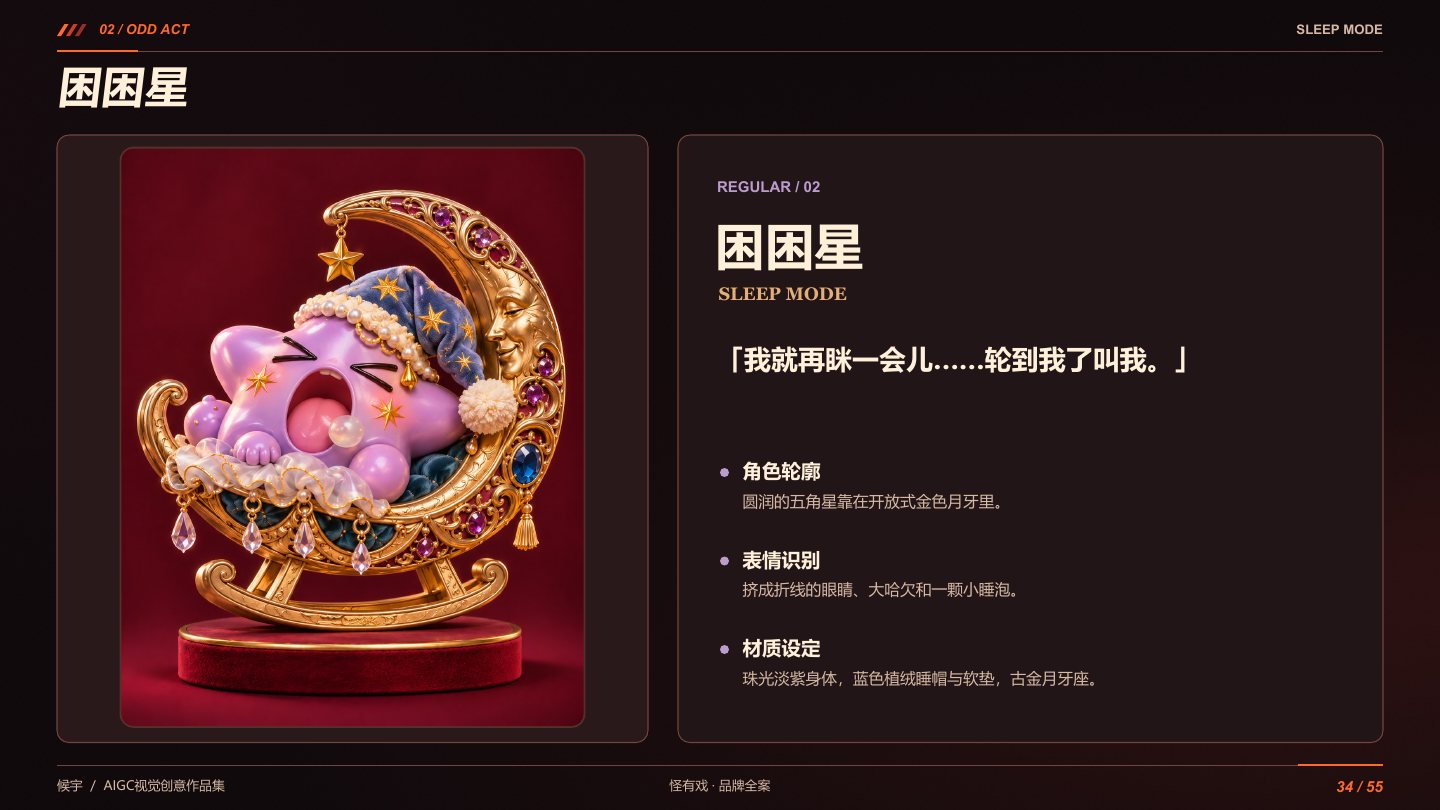 02 / ODD ACT
SLEEP MODE
困困星
REGULAR / 02
困困星
SLEEP MODE
「我就再眯一会儿……轮到我了叫我。」
角色轮廓
圆润的五角星靠在开放式金色月牙里。
表情识别
挤成折线的眼睛、大哈欠和一颗小睡泡。
材质设定
珠光淡紫身体，蓝色植绒睡帽与软垫，古金月牙座。
候宇 / AIGC视觉创意作品集
怪有戏 · 品牌全案
34 / 55